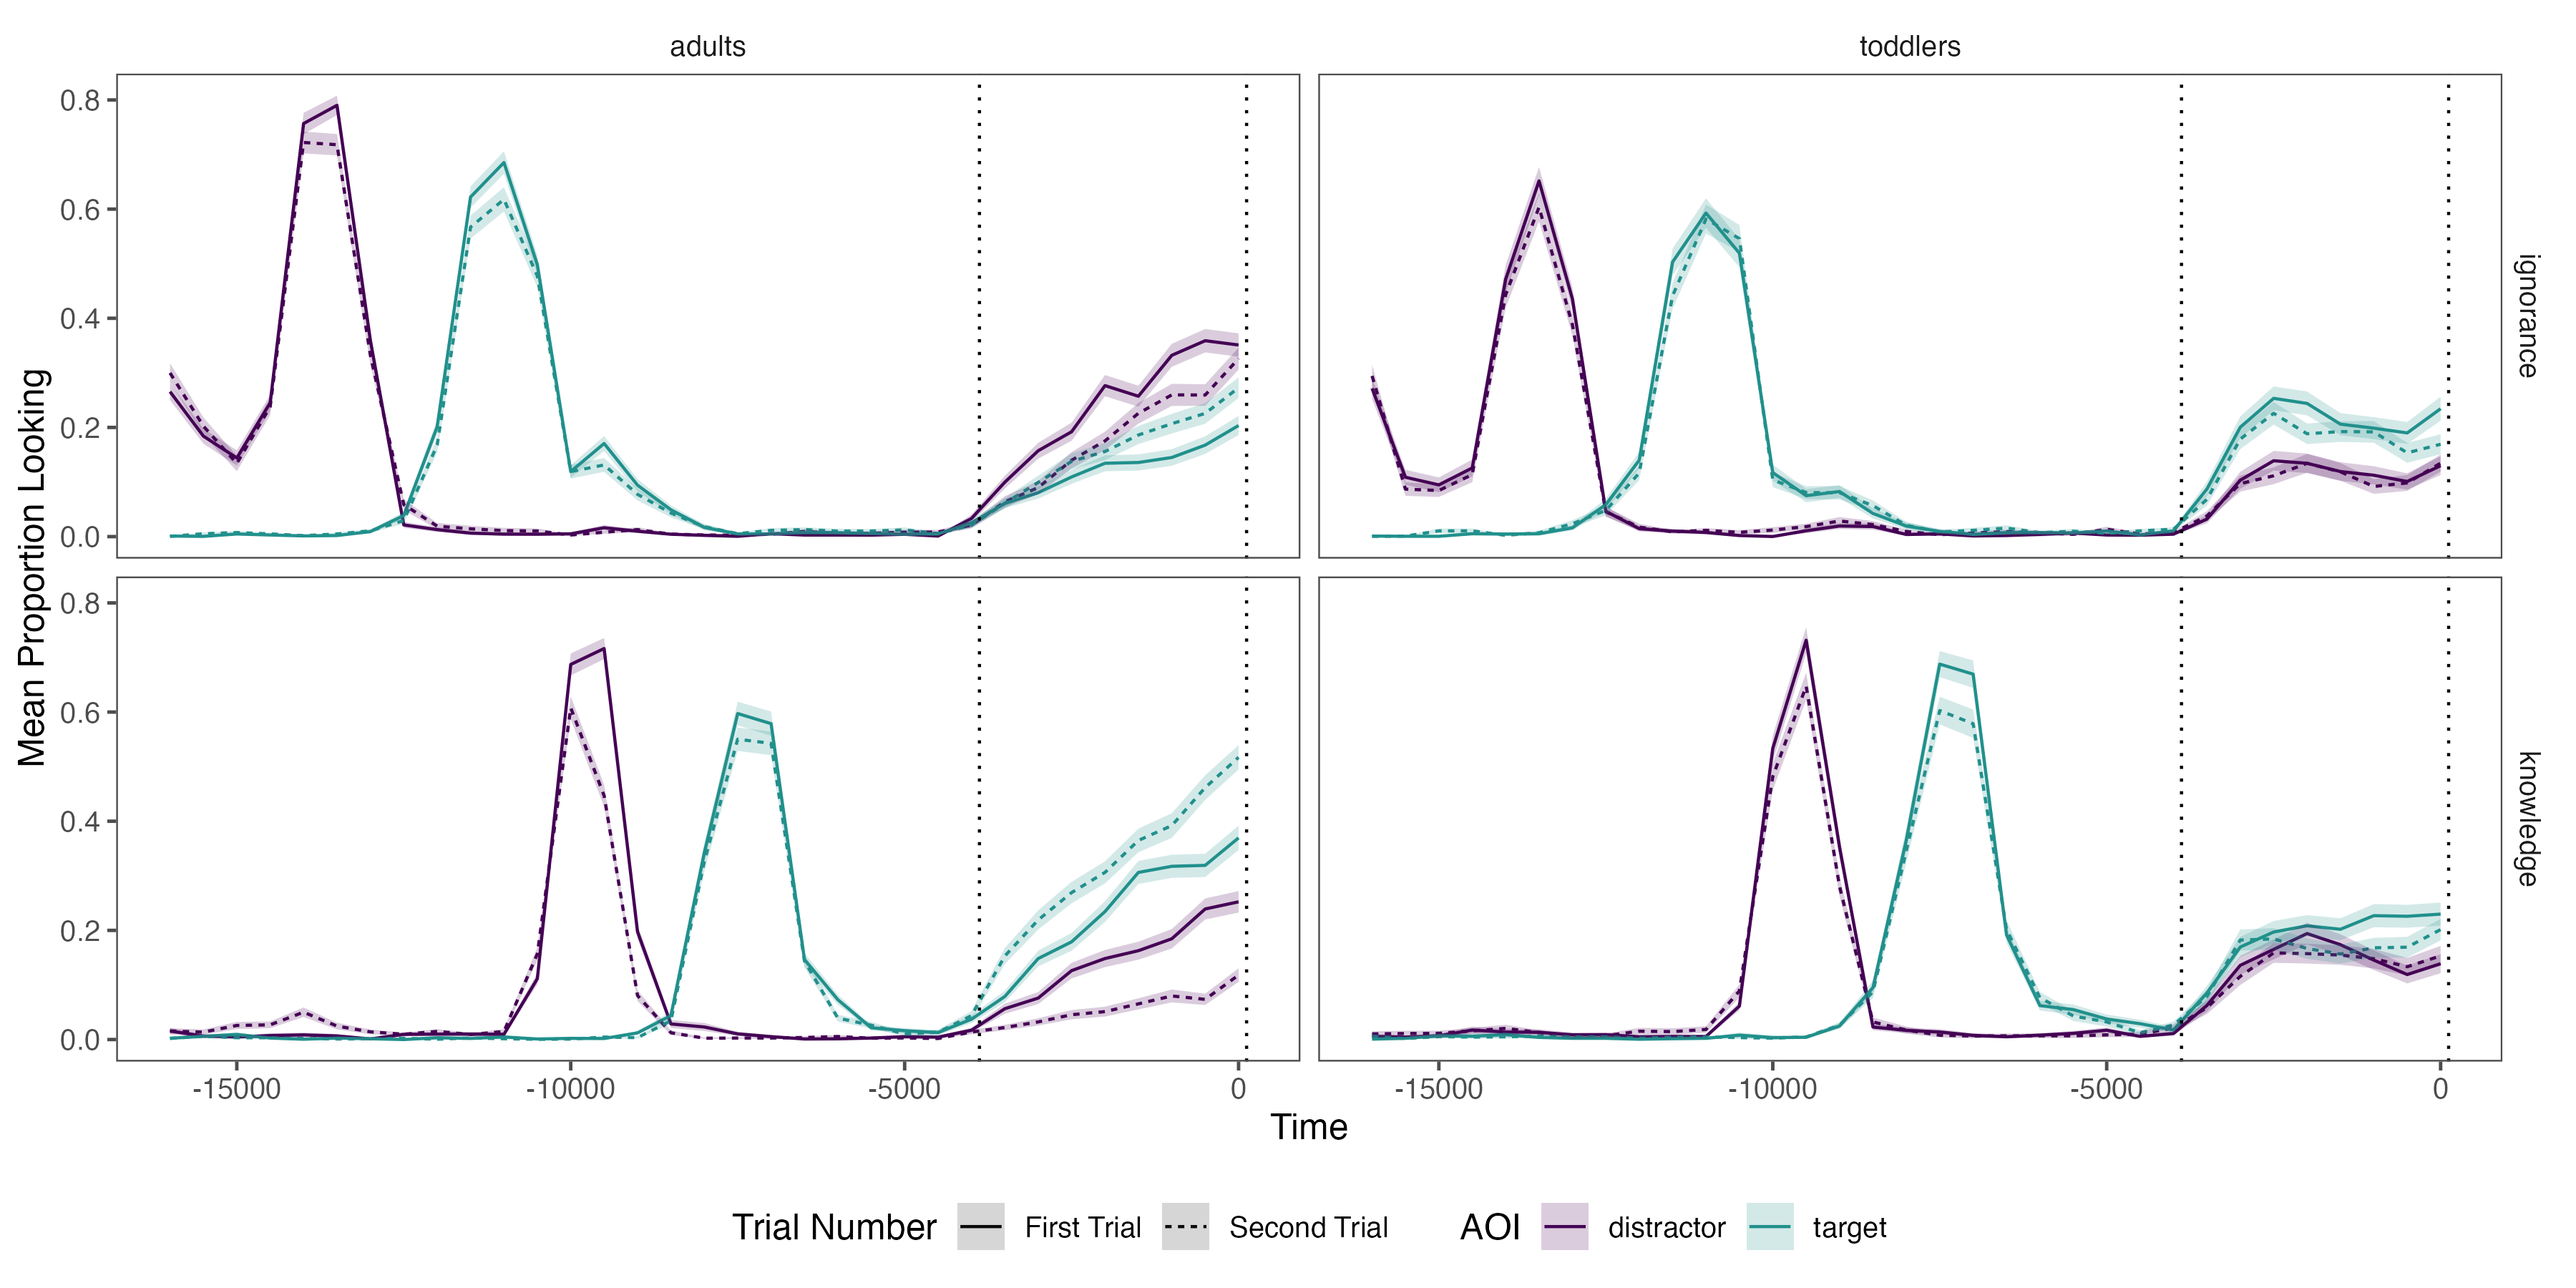 adults
toddlers
0.8
0.6
0.4
0.2
0.0
ignorance
Mean Proportion Looking
0.8
0.6
0.4
0.2
0.0
knowledge
-15000 -10000 -5000 0
-15000 -10000 -5000 0
Time
Trial Number First Trial Second Trial AOI distractor target